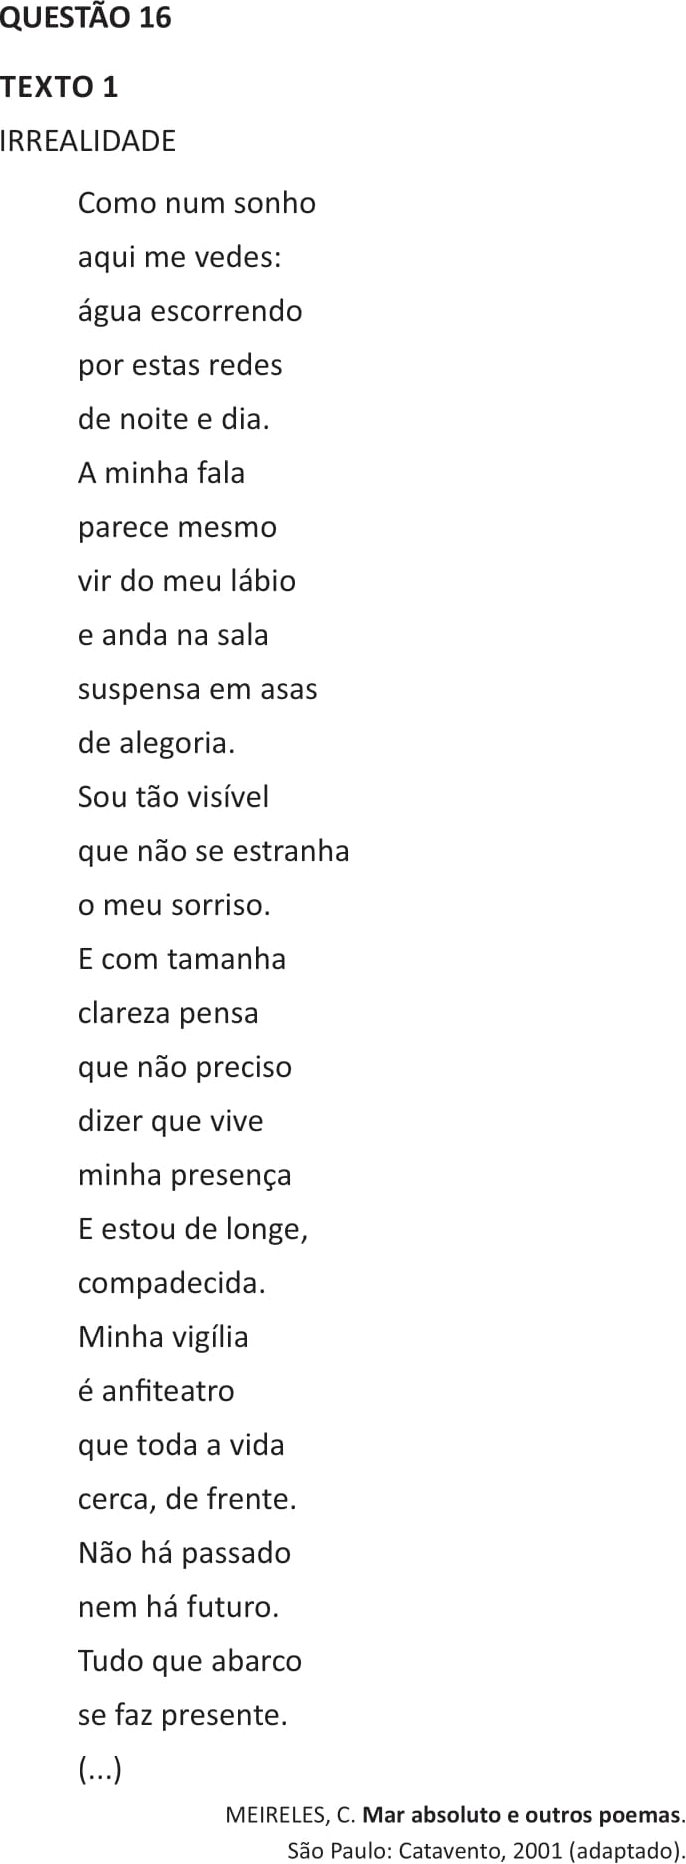 QUESTÃO 16
TEXTO 1
IRREALIDADE
Como num sonho
aqui me vedes:
água escorrendo
por estas redes
de noite e dia.
A minha fala
parece mesmo
vir do meu lábio
e anda na sala
suspensa em asas
de alegoria.
Sou tão visível
que não se estranha
o meu sorriso.
E com tamanha
clareza pensa
que não preciso
dizer que vive
minha presença
E estou de longe,
compadecida.
Minha vigília
é anfiteatro
que toda a vida
cerca, de frente.
Não há passado
nem há futuro.
Tudo que abarco
se faz presente.
(...)
MEIRELES, C. Mar absoluto e outros poemas.
São Paulo: Catavento, 2001 (adaptado).